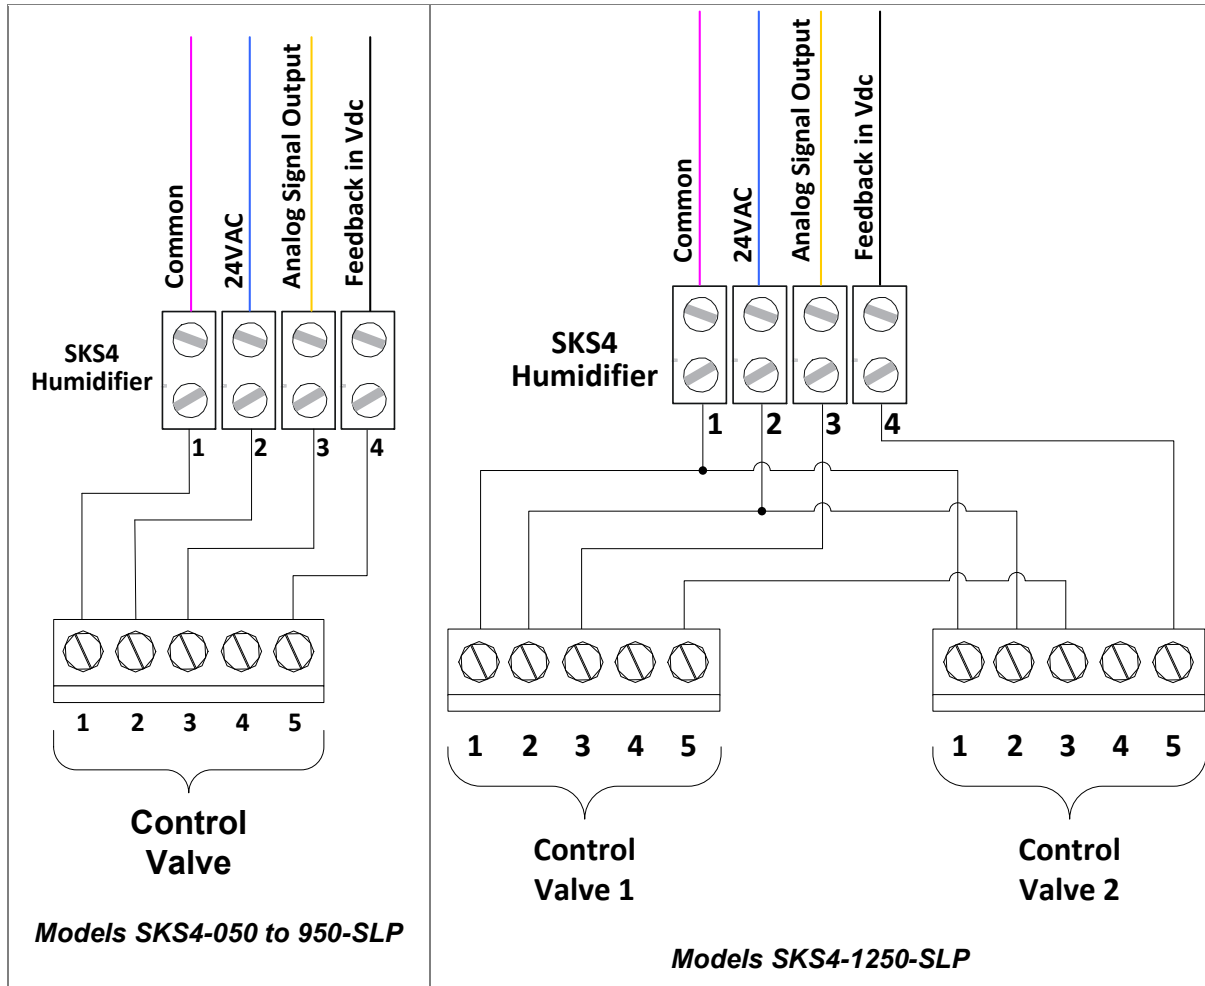 Common
24VAC
Analog Signal Output
Feedback in Vdc
SKS4
Humidifier
1 2 3 4
1 2 3 4 5
Control
Valve
Models SKS4-050 to 950-SLP
Common
24VAC
Analog Signal Output
Feedback in Vdc
SKS4
Humidifier
1 2 3 4
1 2 3 4 5
Control
Valve 1
1 2 3 4 5
Control
Valve 2
Models SKS4-1250-SLP